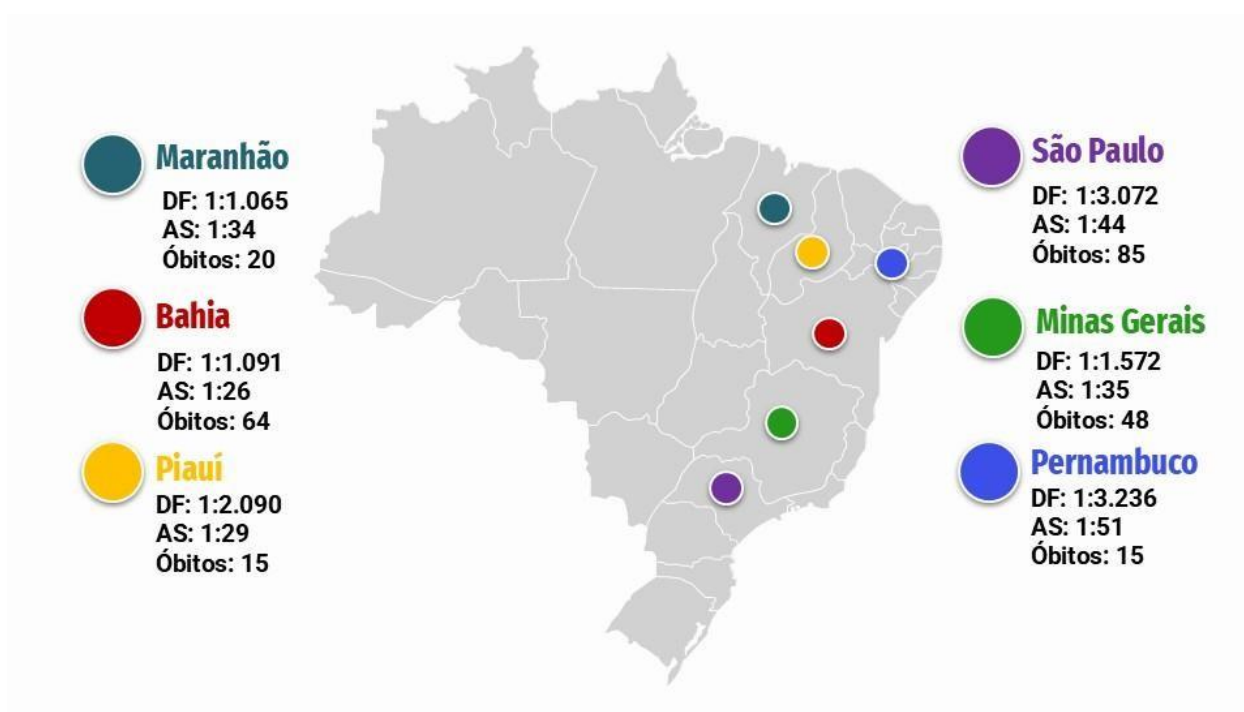 Maranhão
DF: 1:1.065
AS: 1:34
Óbitos: 20
Bahia
DF: 1:1.091
AS: 1:26
Óbitos: 64
Piauí
DF: 1:2.090
AS: 1:29
Óbitos: 15
São Paulo
DF: 1:3.072
AS: 1:44
Óbitos: 85
Minas Gerais
DF: 1:1.572
AS: 1:35
Óbitos: 48
Pernambuco
DF: 1:3.236
AS: 1:51
Óbitos: 15